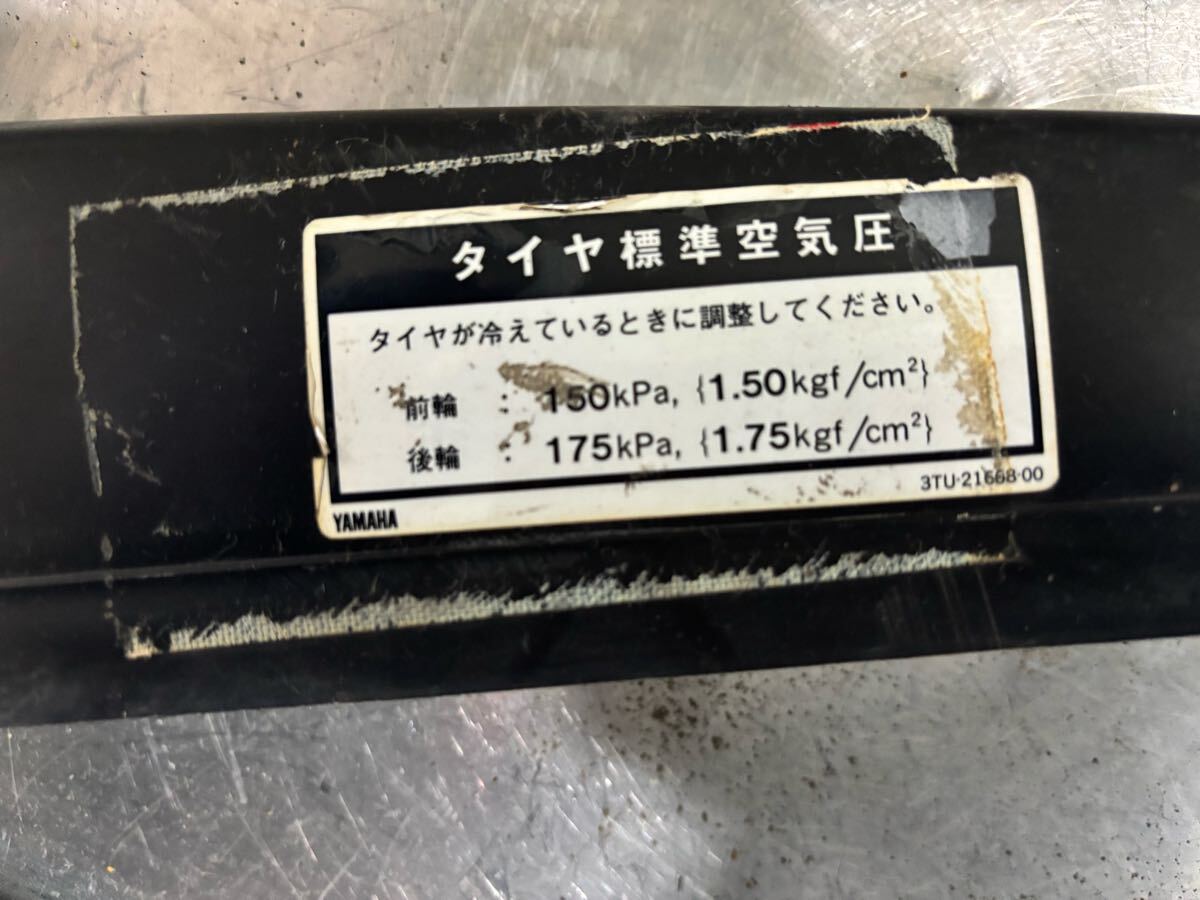 タイヤ標準空気圧
タイヤが冷えているときに調整してください。
前輪 : 150kPa, {1.50kgf/cm²}
後輪 : 175kPa, {1.75kgf/cm²}
3TU-21668-00
YAMAHA